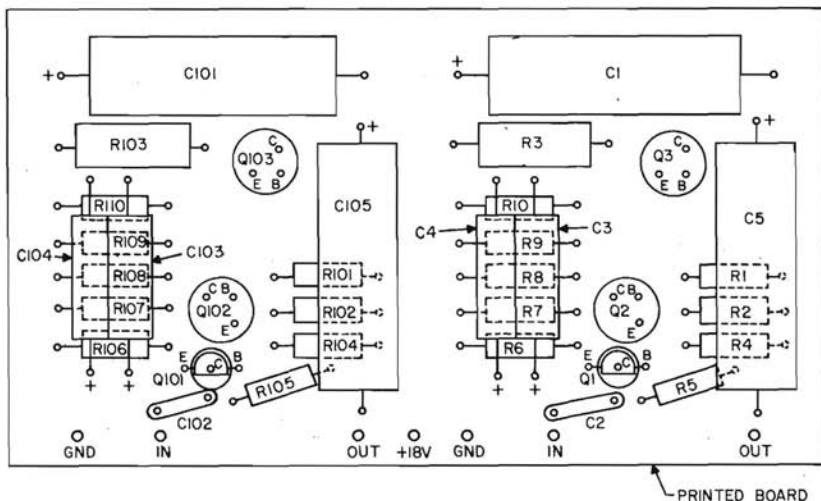 + C101 + C1
R103 C Q103 E B + R3 C Q3 E B +
+ + R110 C105 + + R10 C5
C104 R109 C103 C4 R9 C3
R108 R101 R8 R1
R107 C B Q102 E R102 R7 C B Q2 E R2
R106 R104 R6 R4
E C B E C B
+ + Q101 R105 + + Q1 R5
C102 C2
GND IN OUT +18V GND IN OUT
PRINTED BOARD